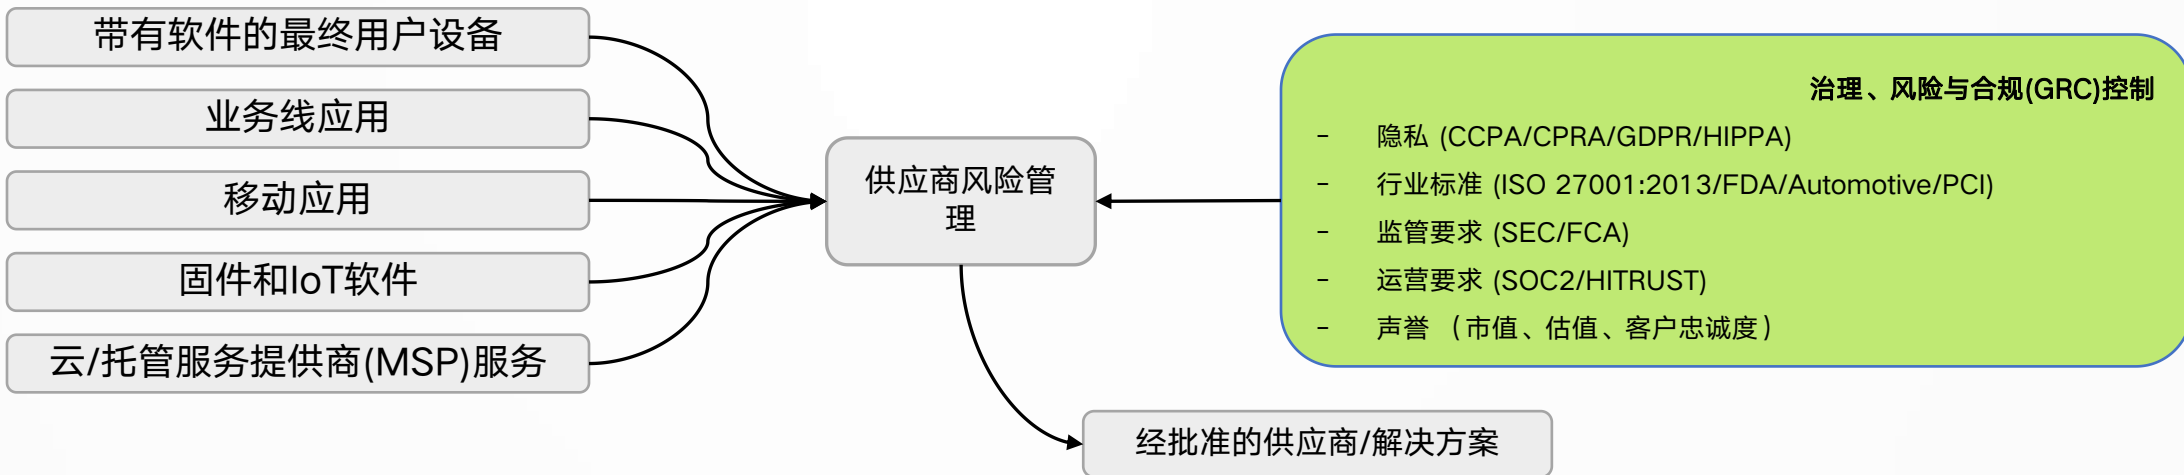 带有软件的最终用户设备
业务线应用
移动应用
固件和IoT软件
云/托管服务提供商(MSP)服务
供应商风险管
理
治理、风险与合规(GRC)控制
- 隐私 (CCPA/CPRA/GDPR/HIPPA)
- 行业标准 (ISO 27001:2013/FDA/Automotive/PCI)
- 监管要求 (SEC/FCA)
- 运营要求 (SOC2/HITRUST)
- 声誉 （市值、估值、客户忠诚度）
经批准的供应商/解决方案